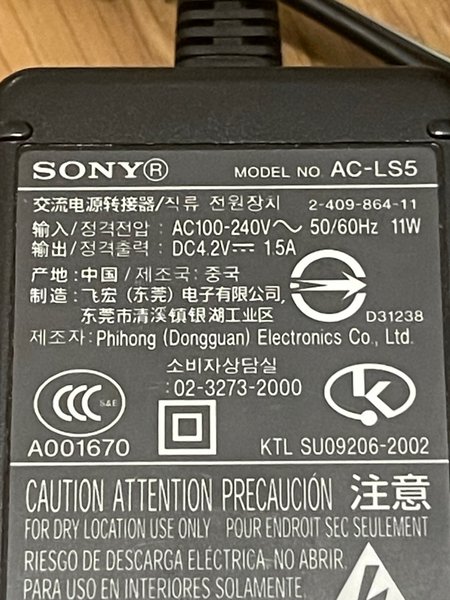 SONY® MODEL NO. AC-LS5
交流电源转接器/직류 전원장치 2-409-864-11
输入/정격전압 : AC100-240V～ 50/60Hz 11W
输出/정격출력 : DC4.2V⎓ 1.5A
产地:中国 / 제조국: 중국
制造: 飞宏 (东莞) 电子有限公司,
东莞市清溪镇银湖工业区
D31238
제조자: Phihong (Dongguan) Electronics Co., Ltd.
소비자상담실
: 02-3273-2000
CCC S&E
A001670
KTL SU09206-2002
CAUTION ATTENTION PRECAUCIÓN 注意
FOR DRY LOCATION USE ONLY POUR ENDROIT SEC SEULEMENT
RIESGO DE DESCARGA ELÉCTRICA-NO ABRIR.
PARA USO EN INTERIORES SOLAMENTE.